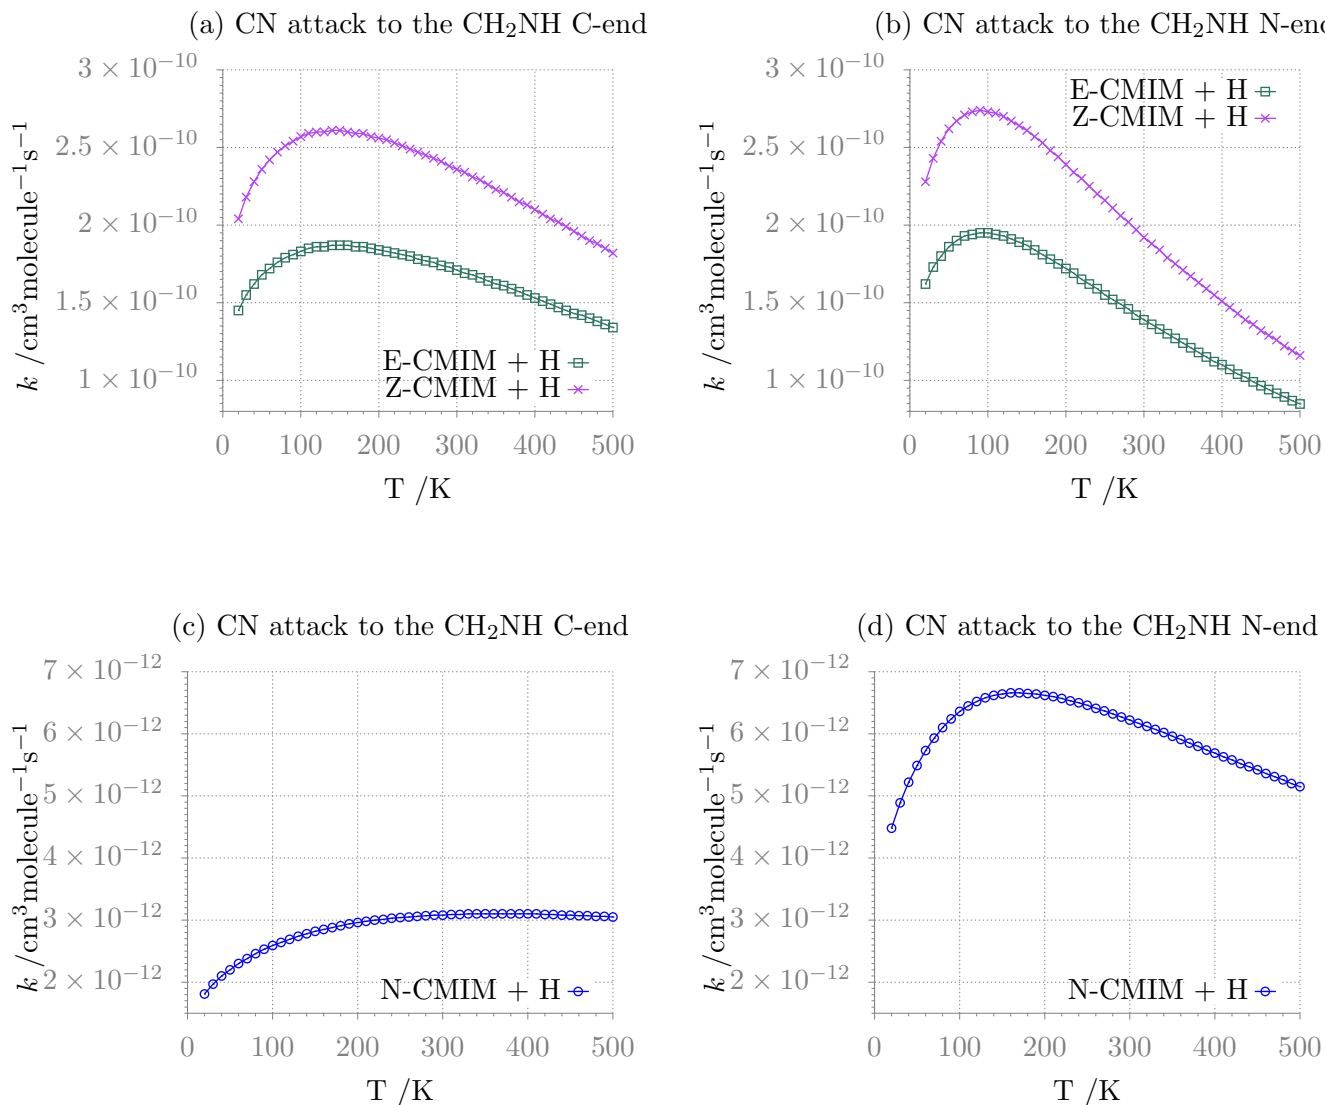 (a) CN attack to the CH₂NH C-end
3 × 10⁻¹⁰
2.5 × 10⁻¹⁰
2 × 10⁻¹⁰
1.5 × 10⁻¹⁰
1 × 10⁻¹⁰
k /cm³molecule⁻¹s⁻¹
E-CMIM + H
Z-CMIM + H
0 100 200 300 400 500
T /K
(b) CN attack to the CH₂NH N-end
3 × 10⁻¹⁰
2.5 × 10⁻¹⁰
2 × 10⁻¹⁰
1.5 × 10⁻¹⁰
1 × 10⁻¹⁰
k /cm³molecule⁻¹s⁻¹
E-CMIM + H
Z-CMIM + H
0 100 200 300 400 500
T /K
(c) CN attack to the CH₂NH C-end
7 × 10⁻¹²
6 × 10⁻¹²
5 × 10⁻¹²
4 × 10⁻¹²
3 × 10⁻¹²
2 × 10⁻¹²
k /cm³molecule⁻¹s⁻¹
N-CMIM + H
0 100 200 300 400 500
T /K
(d) CN attack to the CH₂NH N-end
7 × 10⁻¹²
6 × 10⁻¹²
5 × 10⁻¹²
4 × 10⁻¹²
3 × 10⁻¹²
2 × 10⁻¹²
k /cm³molecule⁻¹s⁻¹
N-CMIM + H
0 100 200 300 400 500
T /K